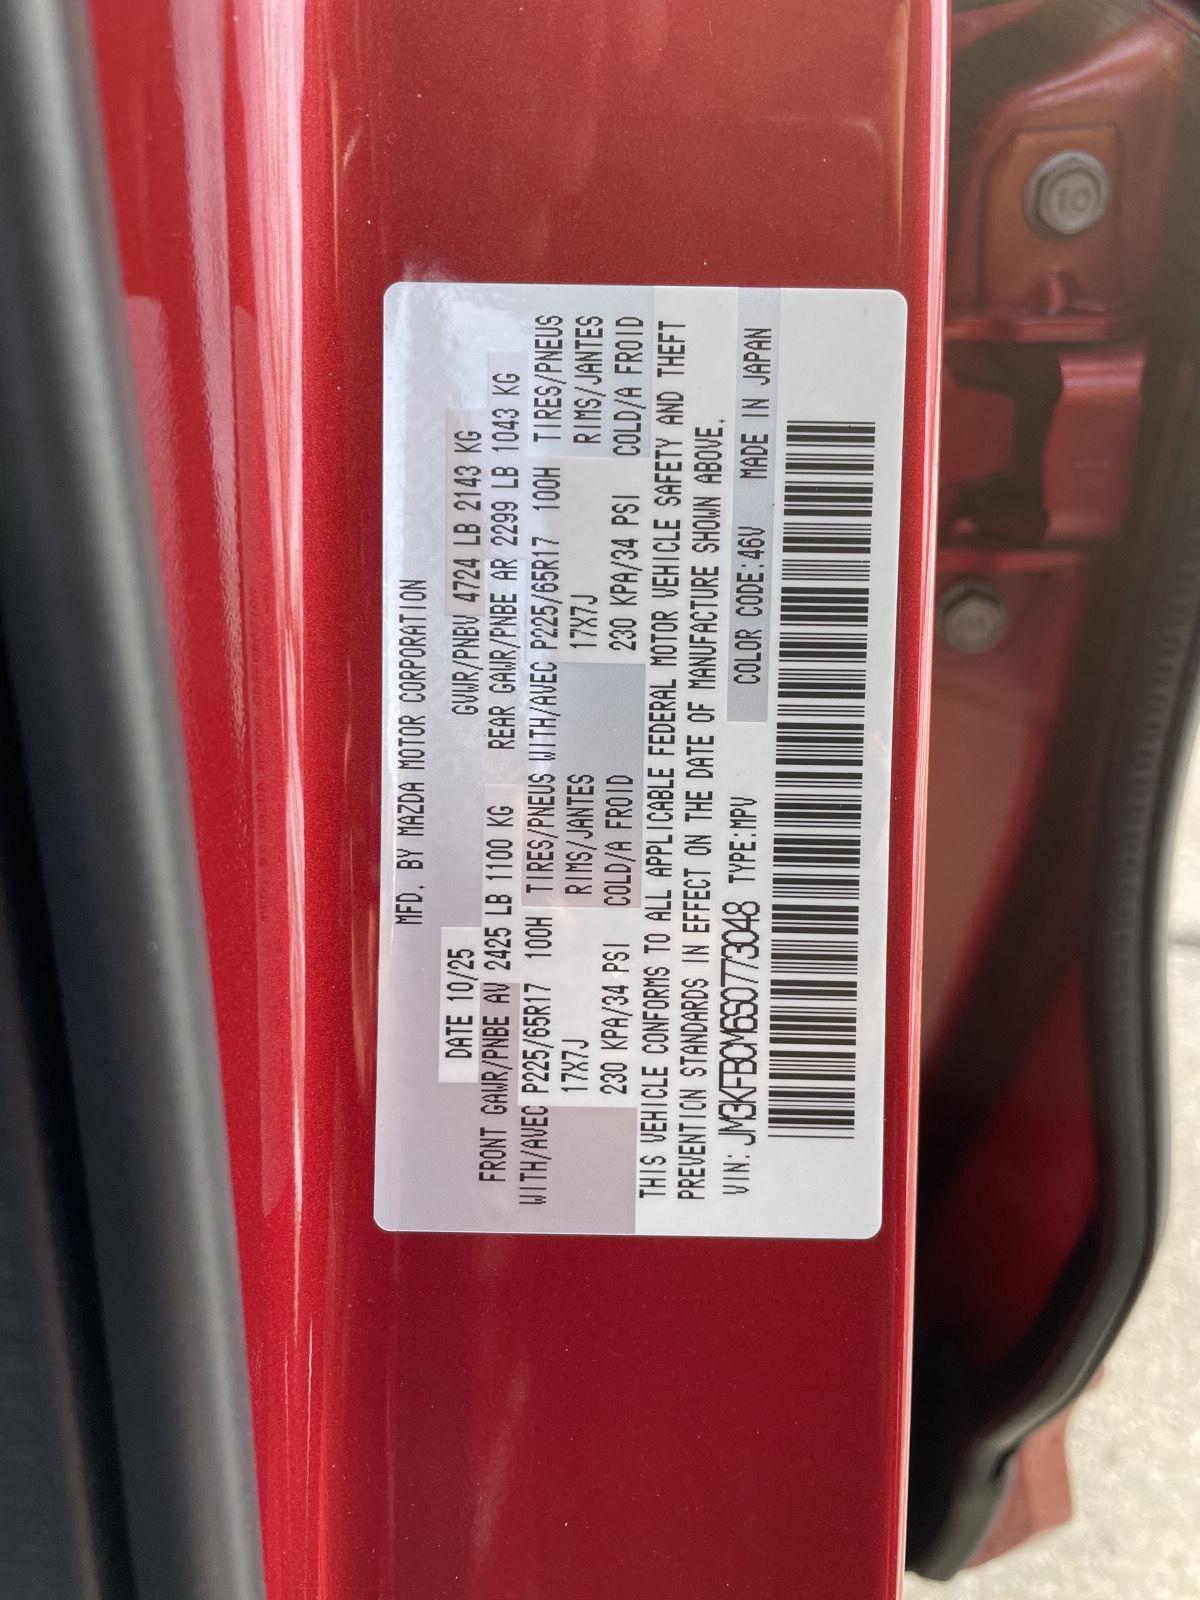 MFD. BY MAZDA MOTOR CORPORATION
DATE 10/25 GVWR/PNBV 4724 LB 2143 KG
FRONT GAWR/PNBE AV 2425 LB 1100 KG REAR GAWR/PNBE AR 2299 LB 1043 KG
WITH/AVEC P225/65R17 100H TIRES/PNEUS WITH/AVEC P225/65R17 100H TIRES/PNEUS
17X7J RIMS/JANTES 17X7J RIMS/JANTES
230 KPA/34 PSI COLD/A FROID 230 KPA/34 PSI COLD/A FROID
THIS VEHICLE CONFORMS TO ALL APPLICABLE FEDERAL MOTOR VEHICLE SAFETY AND THEFT
PREVENTION STANDARDS IN EFFECT ON THE DATE OF MANUFACTURE SHOWN ABOVE.
VIN: JM3KFBCM6S0773048 TYPE:MPV COLOR CODE:46V MADE IN JAPAN
10